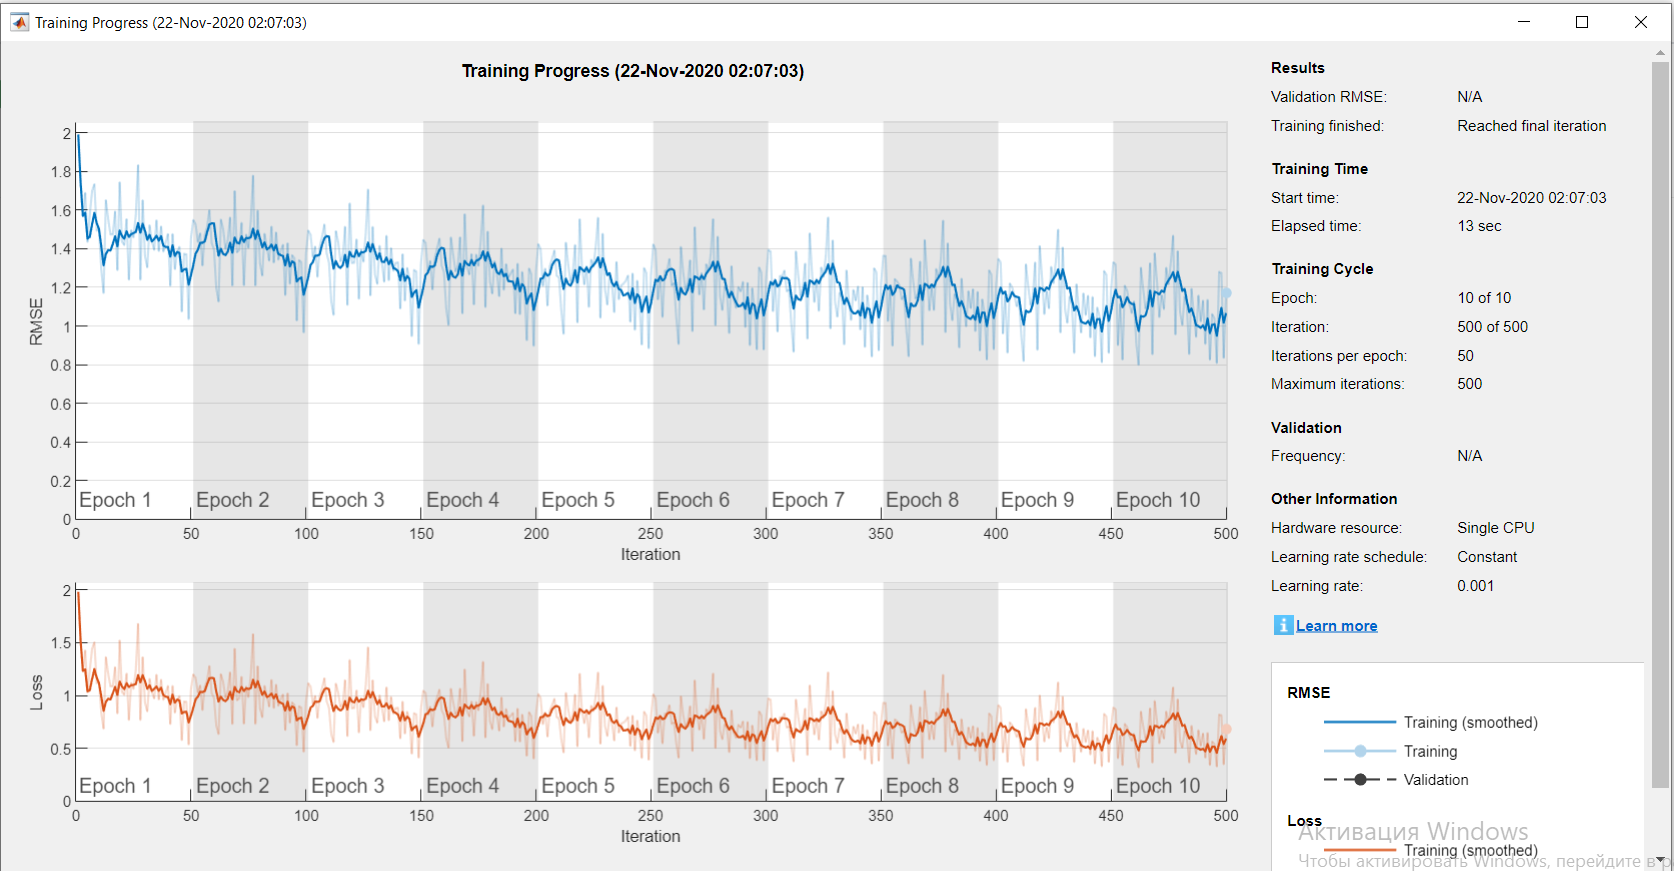 Training Progress (22-Nov-2020 02:07:03)
Training Progress (22-Nov-2020 02:07:03)
RMSE
2
1.8
1.6
1.4
1.2
1
0.8
0.6
0.4
0.2
0
Epoch 1 Epoch 2 Epoch 3 Epoch 4 Epoch 5 Epoch 6 Epoch 7 Epoch 8 Epoch 9 Epoch 10
0 50 100 150 200 250 300 350 400 450 500
Iteration
Loss
2
1.5
1
0.5
0
Epoch 1 Epoch 2 Epoch 3 Epoch 4 Epoch 5 Epoch 6 Epoch 7 Epoch 8 Epoch 9 Epoch 10
0 50 100 150 200 250 300 350 400 450 500
Iteration
Results
Validation RMSE: N/A
Training finished: Reached final iteration
Training Time
Start time: 22-Nov-2020 02:07:03
Elapsed time: 13 sec
Training Cycle
Epoch: 10 of 10
Iteration: 500 of 500
Iterations per epoch: 50
Maximum iterations: 500
Validation
Frequency: N/A
Other Information
Hardware resource: Single CPU
Learning rate schedule: Constant
Learning rate: 0.001
i Learn more
RMSE
Training (smoothed)
Training
Validation
Loss
Training (smoothed)
Активация Windows
Чтобы активировать Windows, перейдите в